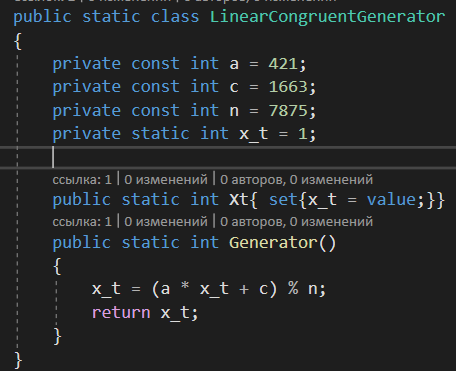 public static class LinearCongruentGenerator
{
private const int a = 421;
private const int c = 1663;
private const int n = 7875;
private static int x_t = 1;
ссылка: 1 | 0 изменений | 0 авторов, 0 изменений
public static int Xt{ set{x_t = value;}}
ссылка: 1 | 0 изменений | 0 авторов, 0 изменений
public static int Generator()
{
x_t = (a * x_t + c) % n;
return x_t;
}
}